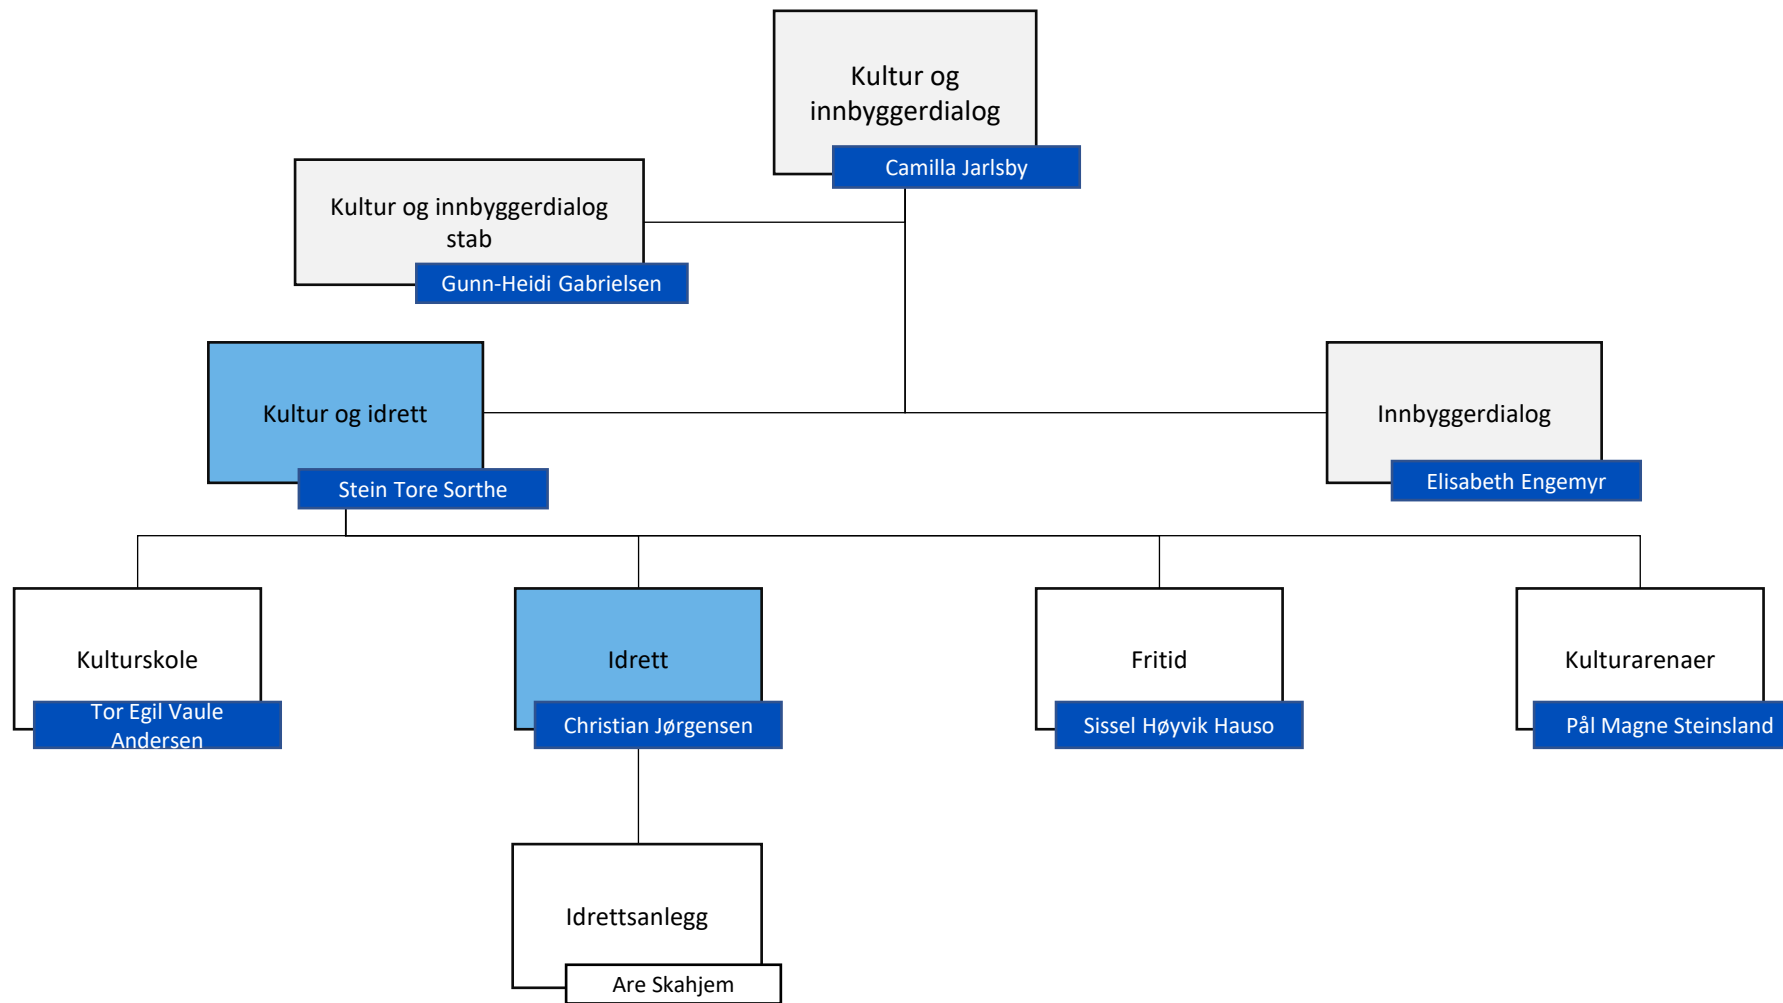 Kultur og
innbyggerdialog
Camilla Jarlsby
Kultur og innbyggerdialog
stab
Gunn-Heidi Gabrielsen
Kultur og idrett
Stein Tore Sorthe
Innbyggerdialog
Elisabeth Engemyr
Kulturskole
Tor Egil Vaule
Andersen
Idrett
Christian Jørgensen
Fritid
Sissel Høyvik Hauso
Kulturarenaer
Pål Magne Steinsland
Idrettsanlegg
Are Skahjem